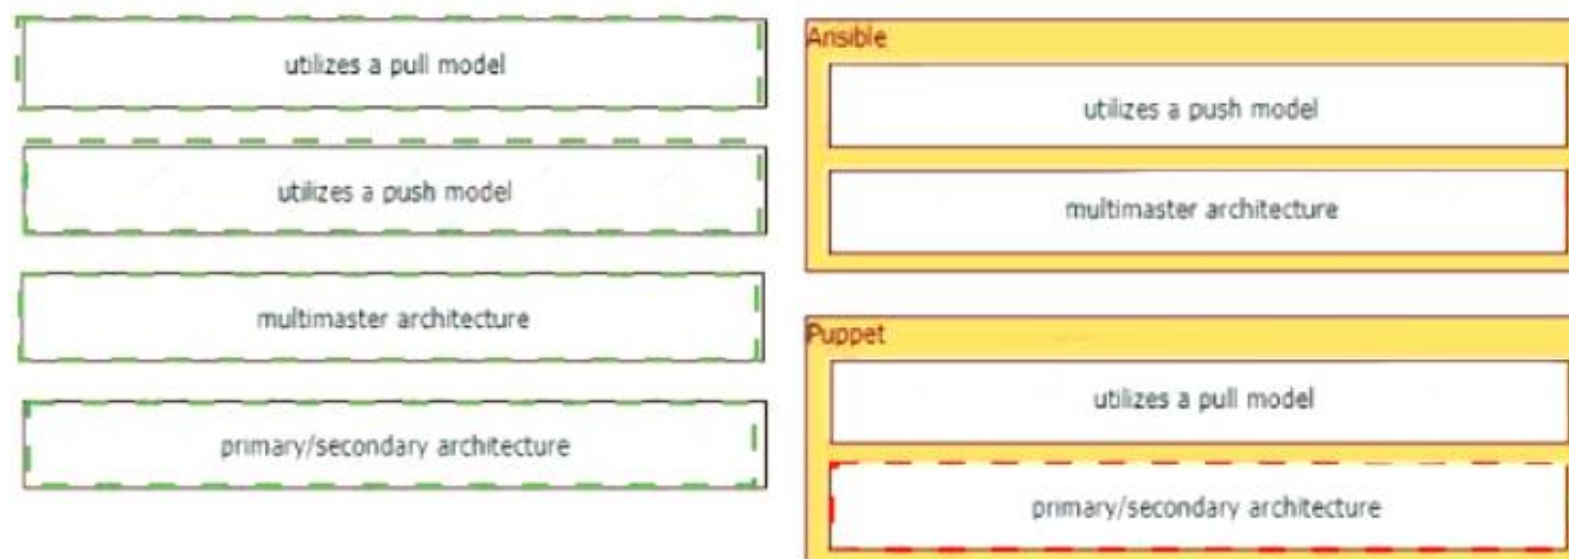 utilizes a pull model
utilizes a push model
multimaster architecture
primary/secondary architecture
Ansible
utilizes a push model
multimaster architecture
Puppet
utilizes a pull model
primary/secondary architecture